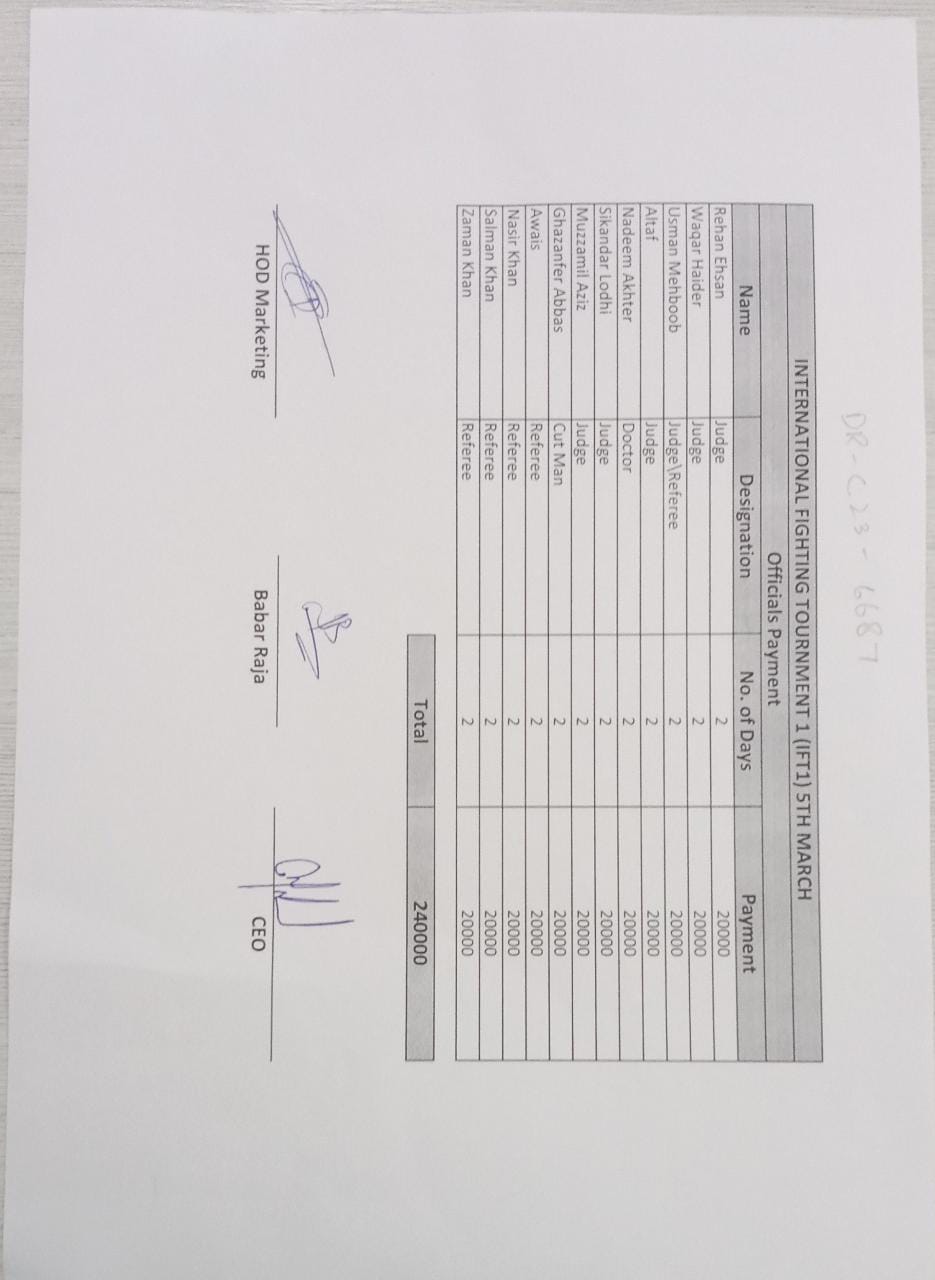 DR-C23-6687
INTERNATIONAL FIGHTING TOURNMENT 1 (IFT1) 5TH MARCH
Officials Payment
Name Designation No. of Days Payment
Rehan Ehsan Judge 2 20000
Waqar Haider Judge 2 20000
Usman Mehboob Judge\Referee 2 20000
Altaf Judge 2 20000
Nadeem Akhter Doctor 2 20000
Sikandar Lodhi Judge 2 20000
Muzzamil Aziz Judge 2 20000
Ghazanfer Abbas Cut Man 2 20000
Awais Referee 2 20000
Nasir Khan Referee 2 20000
Salman Khan Referee 2 20000
Zaman Khan Referee 2 20000
Total 240000
HOD Marketing Babar Raja CEO